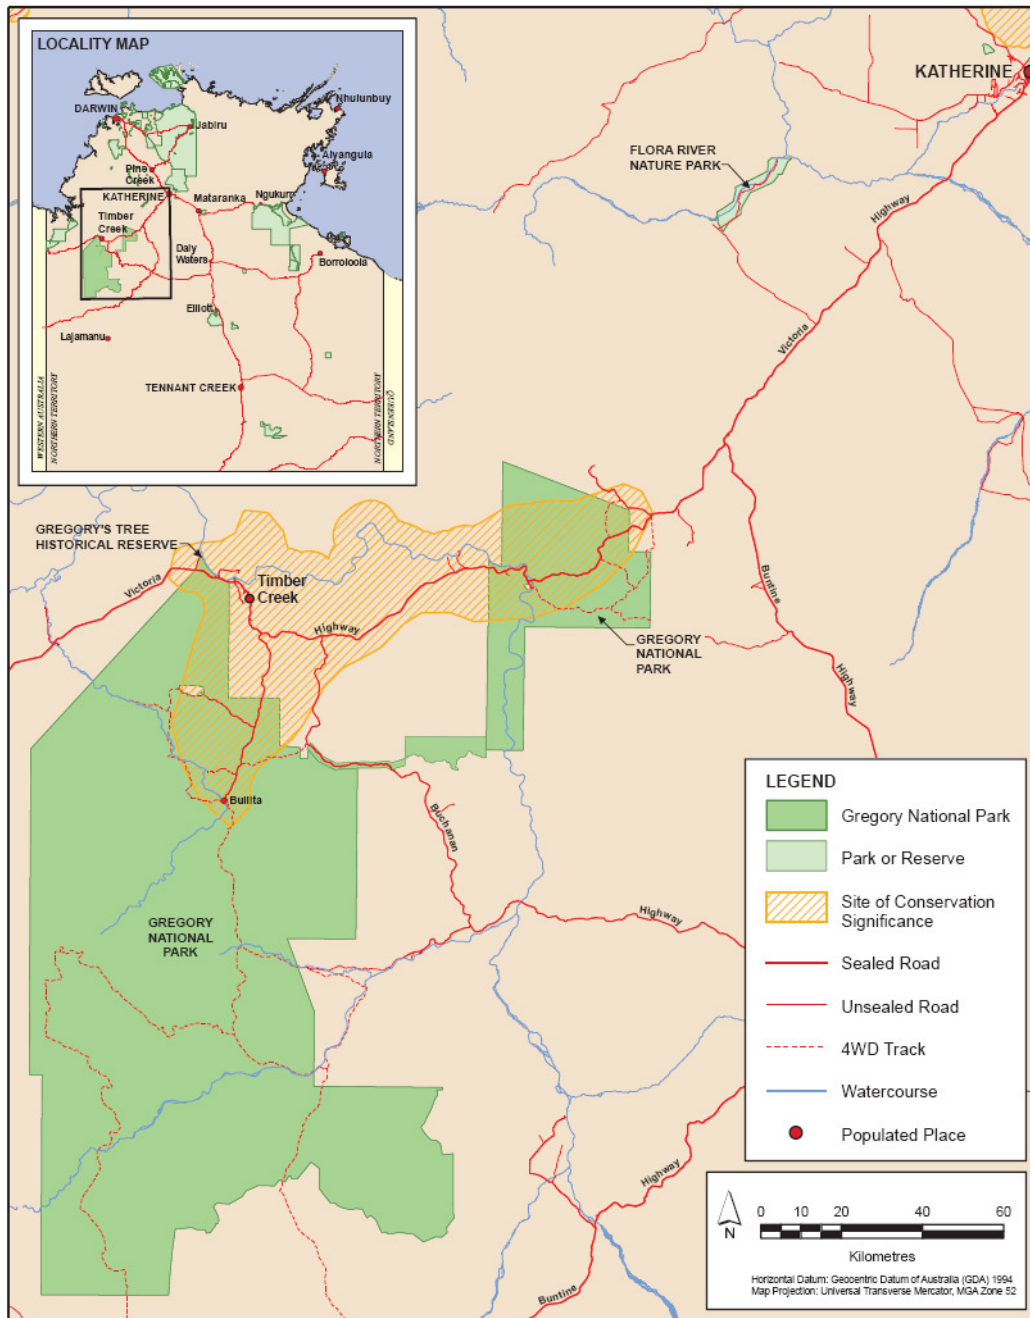 LOCALITY MAP
DARWIN
Nhulunbuy
Jabiru
Alyangula
Pine
Creek
KATHERINE
Mataranka
Ngukurr
Timber
Creek
Daly
Waters
Borroloola
Elliott
Lajamanu
TENNANT CREEK
WESTERN AUSTRALIA
NORTHERN TERRITORY
NORTHERN TERRITORY
QUEENSLAND
KATHERINE
FLORA RIVER
NATURE PARK
Highway
Victoria
GREGORY'S TREE
HISTORICAL RESERVE
Victoria
Timber
Creek
Highway
Buntine
GREGORY
NATIONAL
PARK
Highway
Bullita
Buchanan
Highway
GREGORY
NATIONAL
PARK
Highway
Buntine
LEGEND
Gregory National Park
Park or Reserve
Site of Conservation
Significance
Sealed Road
Unsealed Road
4WD Track
Watercourse
Populated Place
N
0 10 20 40 60
Kilometres
Horizontal Datum: Geocentric Datum of Australia (GDA) 1994
Map Projection: Universal Transverse Mercator, MGA Zone 52